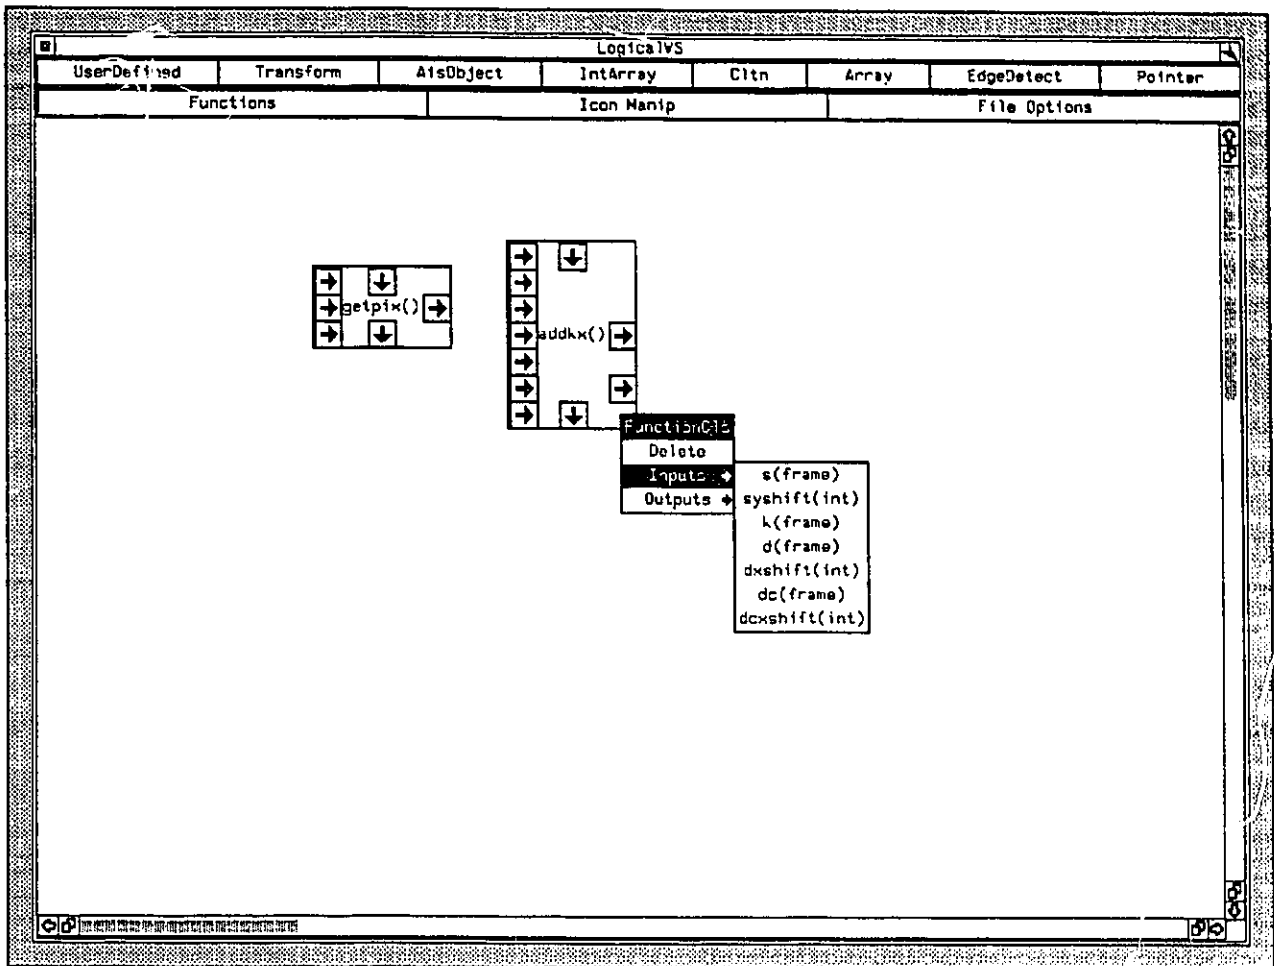 LogicalVS
UserDefined Transform AisObject IntArray Cltn Array EdgeDetect Pointer
Functions Icon Manip File Options
getpix()
addkx()
Delete
Inputs
Outputs
s(frame)
syshift(int)
k(frame)
d(frame)
dxshift(int)
dc(frame)
dcxshift(int)